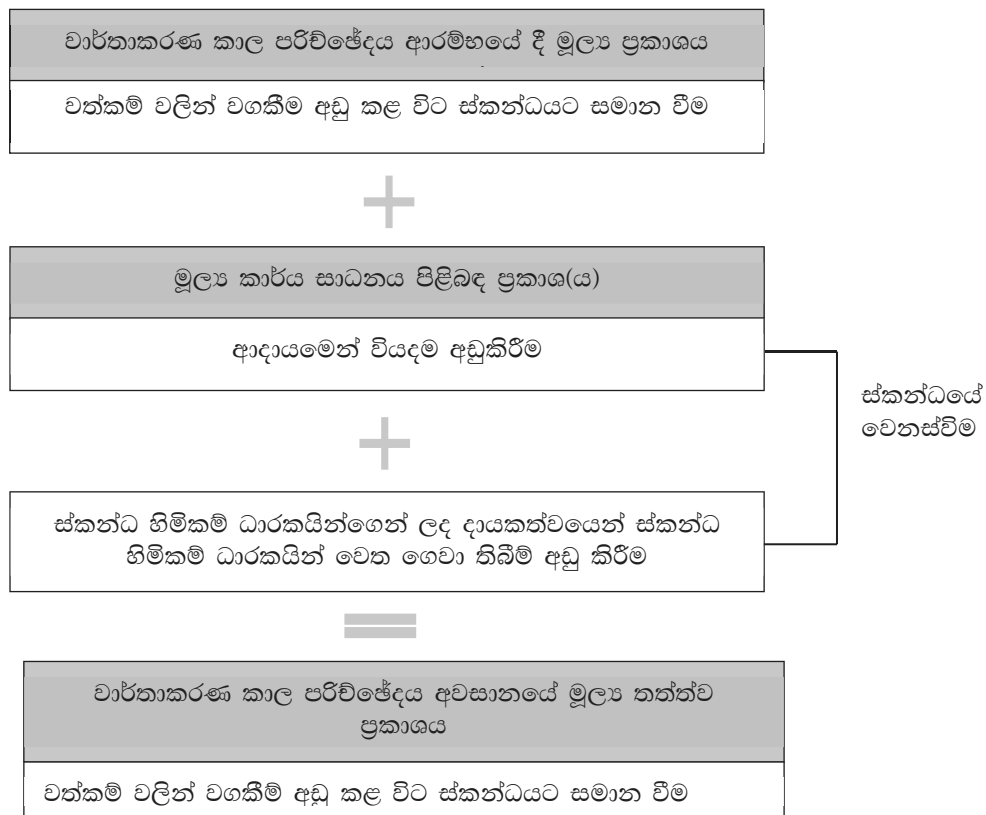 වාර්තාකරණ කාල පරිච්ඡේදය ආරම්භයේ දී මූල්‍ය ප්‍රකාශය
වත්කම් වලින් වගකීම අඩු කළ විට ස්කන්ධයට සමාන වීම
+
මූල්‍ය කාර්ය සාධනය පිළිබඳ ප්‍රකාශ(ය)
ආදායමෙන් වියදම අඩුකිරීම
ස්කන්ධයේ
වෙනස්විම
+
ස්කන්ධ හිමිකම් ධාරකයින්ගෙන් ලද දායකත්වයෙන් ස්කන්ධ
හිමිකම් ධාරකයින් වෙත ගෙවා තිබීම් අඩු කිරීම
=
වාර්තාකරණ කාල පරිච්ඡේදය අවසානයේ මූල්‍ය තත්ත්ව
ප්‍රකාශය
වත්කම් වලින් වගකීම් අඩු කළ විට ස්කන්ධයට සමාන වීම